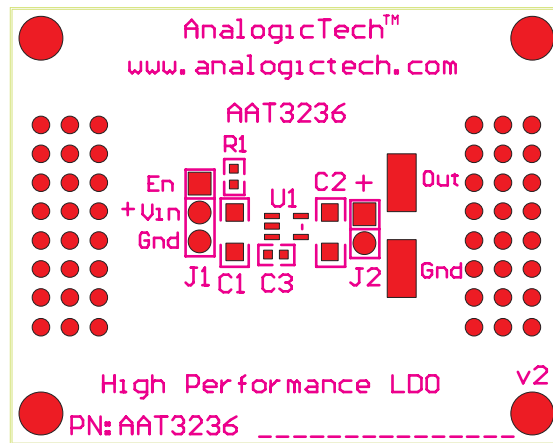 AnalogicTech™
www.analogictech.com
AAT3236
R1
En
U1
C2 +
Out
+Vin
Gnd
J1 C1 C3
J2
Gnd
High Performance LDO
v2
PN:AAT3236 _______________